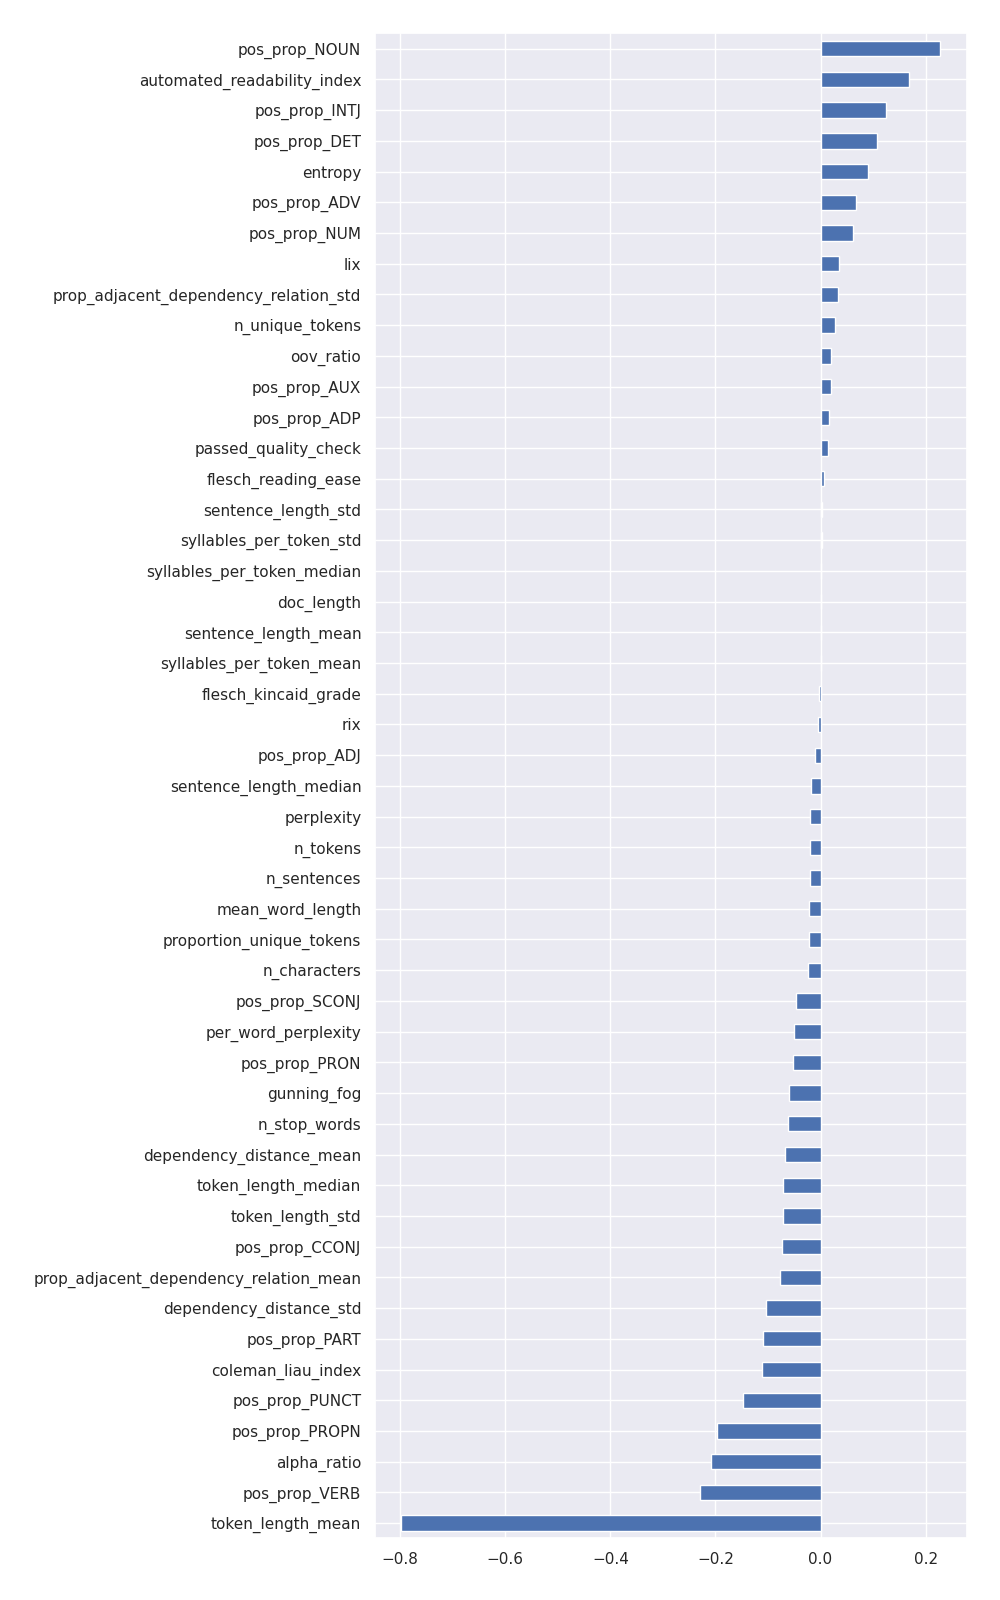 pos_prop_NOUN
automated_readability_index
pos_prop_INTJ
pos_prop_DET
entropy
pos_prop_ADV
pos_prop_NUM
lix
prop_adjacent_dependency_relation_std
n_unique_tokens
oov_ratio
pos_prop_AUX
pos_prop_ADP
passed_quality_check
flesch_reading_ease
sentence_length_std
syllables_per_token_std
syllables_per_token_median
doc_length
sentence_length_mean
syllables_per_token_mean
flesch_kincaid_grade
rix
pos_prop_ADJ
sentence_length_median
perplexity
n_tokens
n_sentences
mean_word_length
proportion_unique_tokens
n_characters
pos_prop_SCONJ
per_word_perplexity
pos_prop_PRON
gunning_fog
n_stop_words
dependency_distance_mean
token_length_median
token_length_std
pos_prop_CCONJ
prop_adjacent_dependency_relation_mean
dependency_distance_std
pos_prop_PART
coleman_liau_index
pos_prop_PUNCT
pos_prop_PROPN
alpha_ratio
pos_prop_VERB
token_length_mean
−0.8 −0.6 −0.4 −0.2 0.0 0.2